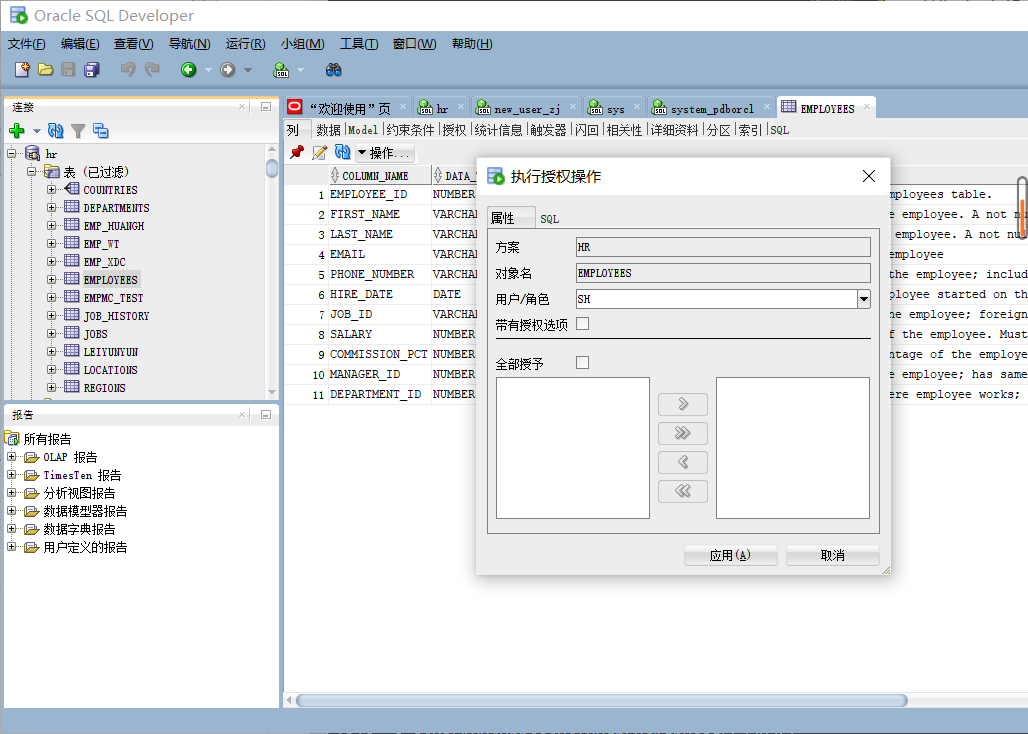 Oracle SQL Developer
文件(F) 编辑(E) 查看(V) 导航(N) 运行(R) 小组(M) 工具(T) 窗口(W) 帮助(H)
连接
hr
表 (已过滤)
COUNTRIES
DEPARTMENTS
EMP_HUANGH
EMP_WT
EMP_XDC
EMPLOYEES
EMPMC_TEST
JOB_HISTORY
JOBS
LEIYUNYUN
LOCATIONS
REGIONS
报告
所有报告
OLAP 报告
TimesTen 报告
分析视图报告
数据模型器报告
数据字典报告
用户定义的报告
“欢迎使用”页 hr new_user_zj sys system_pdborcl EMPLOYEES
列 数据 Model 约束条件 授权 统计信息 触发器 闪回 相关性 详细资料 分区 索引 SQL
操作...
COLUMN_NAME DATA_
1 EMPLOYEE_ID NUMBER mployees table.
2 FIRST_NAME VARCHA e employee. A not nu
3 LAST_NAME VARCHA employee. A not nul
4 EMAIL VARCHA employee
5 PHONE_NUMBER VARCHA the employee; includ
6 HIRE_DATE DATE ployee started on th
7 JOB_ID VARCHA the employee; foreign
8 SALARY NUMBER f the employee. Must
9 COMMISSION_PCT NUMBER ntage of the employe
10 MANAGER_ID NUMBER e employee; has same
11 DEPARTMENT_ID NUMBER ere employee works;
执行授权操作
属性 SQL
方案 HR
对象名 EMPLOYEES
用户/角色 SH
带有授权选项
全部授予
应用(A) 取消